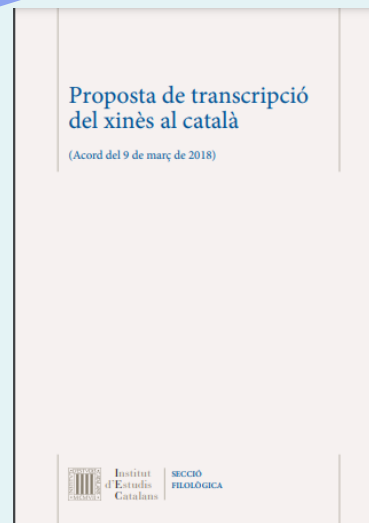 Proposta de transcripció
del xinès al català
(Acord del 9 de març de 2018)
Institut
d'Estudis
Catalans
SECCIÓ
FILOLÒGICA